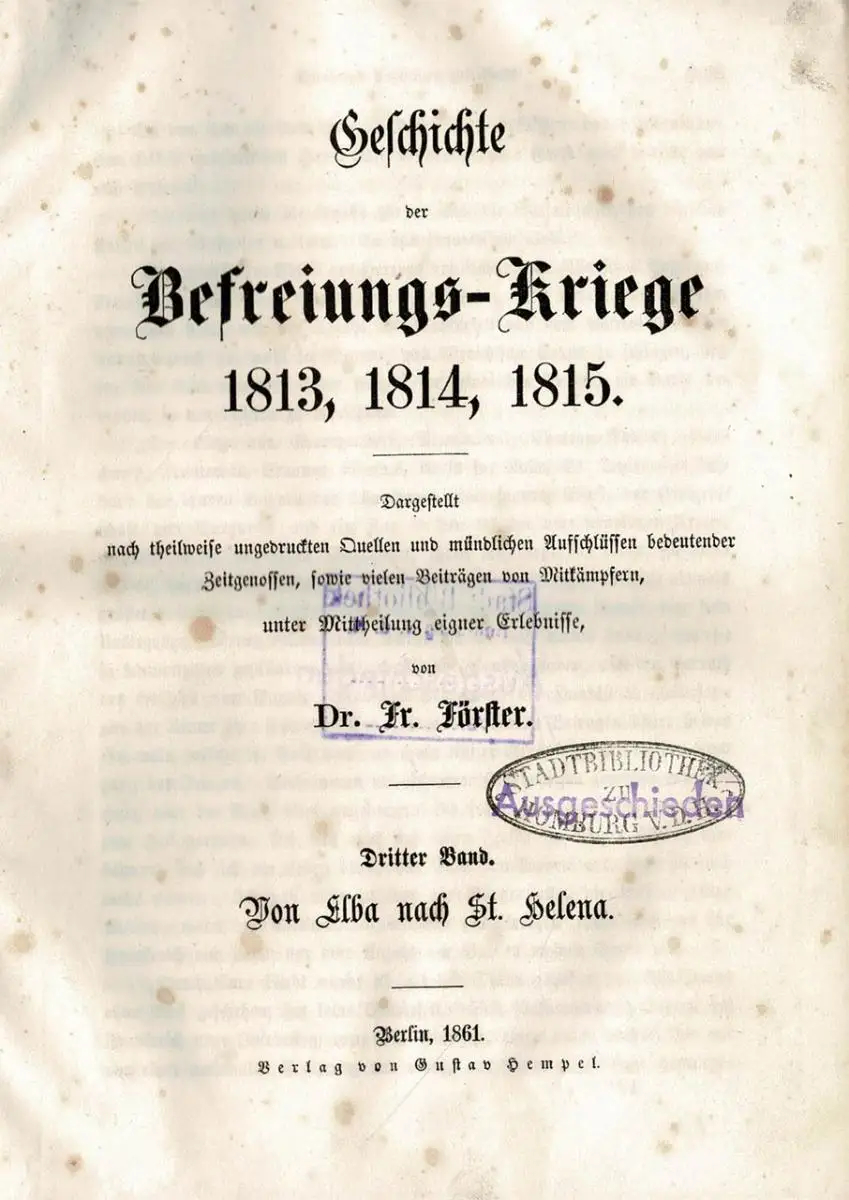 Geschichte
der
Befreiungs-Kriege
1813, 1814, 1815.
Dargestellt
nach theilweise ungedruckten Quellen und mündlichen Aufschlüssen bedeutender
Zeitgenossen, sowie vielen Beiträgen von Mitkämpfern,
unter Mittheilung eigner Erlebnisse,
von
Dr. Fr. Förster.
STADTBIBLIOTHEK
ZU
Ausgeschieden
HOMBURG V.D.H.
Dritter Band.
Von Elba nach St. Helena.
Berlin, 1861.
Verlag von Gustav Hempel.